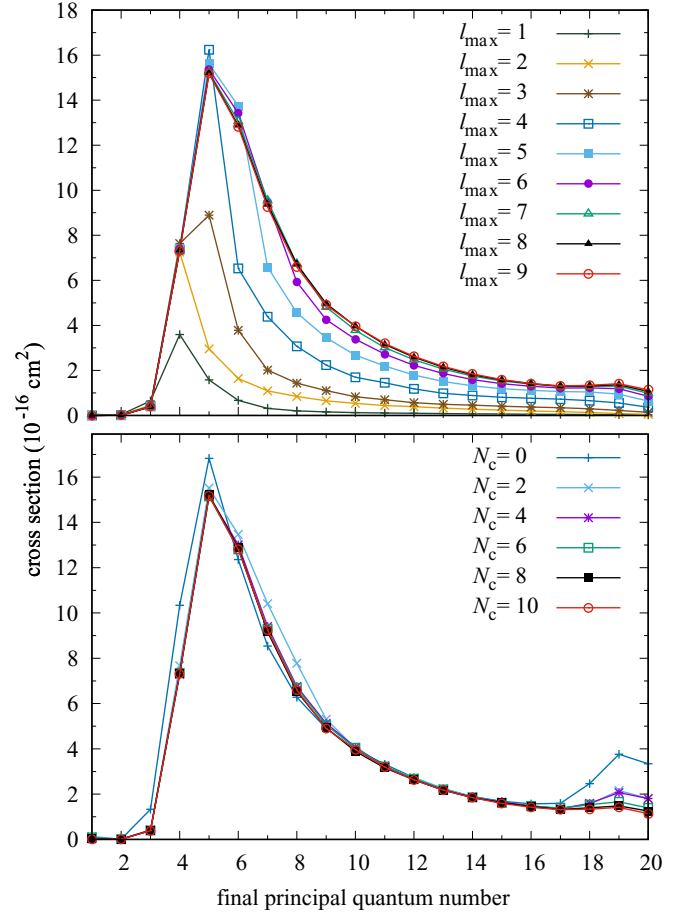 18
16
14
12
10
8
6
4
2
0
l_max = 1
l_max = 2
l_max = 3
l_max = 4
l_max = 5
l_max = 6
l_max = 7
l_max = 8
l_max = 9
cross section (10^-16 cm^2)
16
14
12
10
8
6
4
2
0
N_c = 0
N_c = 2
N_c = 4
N_c = 6
N_c = 8
N_c = 10
2 4 6 8 10 12 14 16 18 20
final principal quantum number